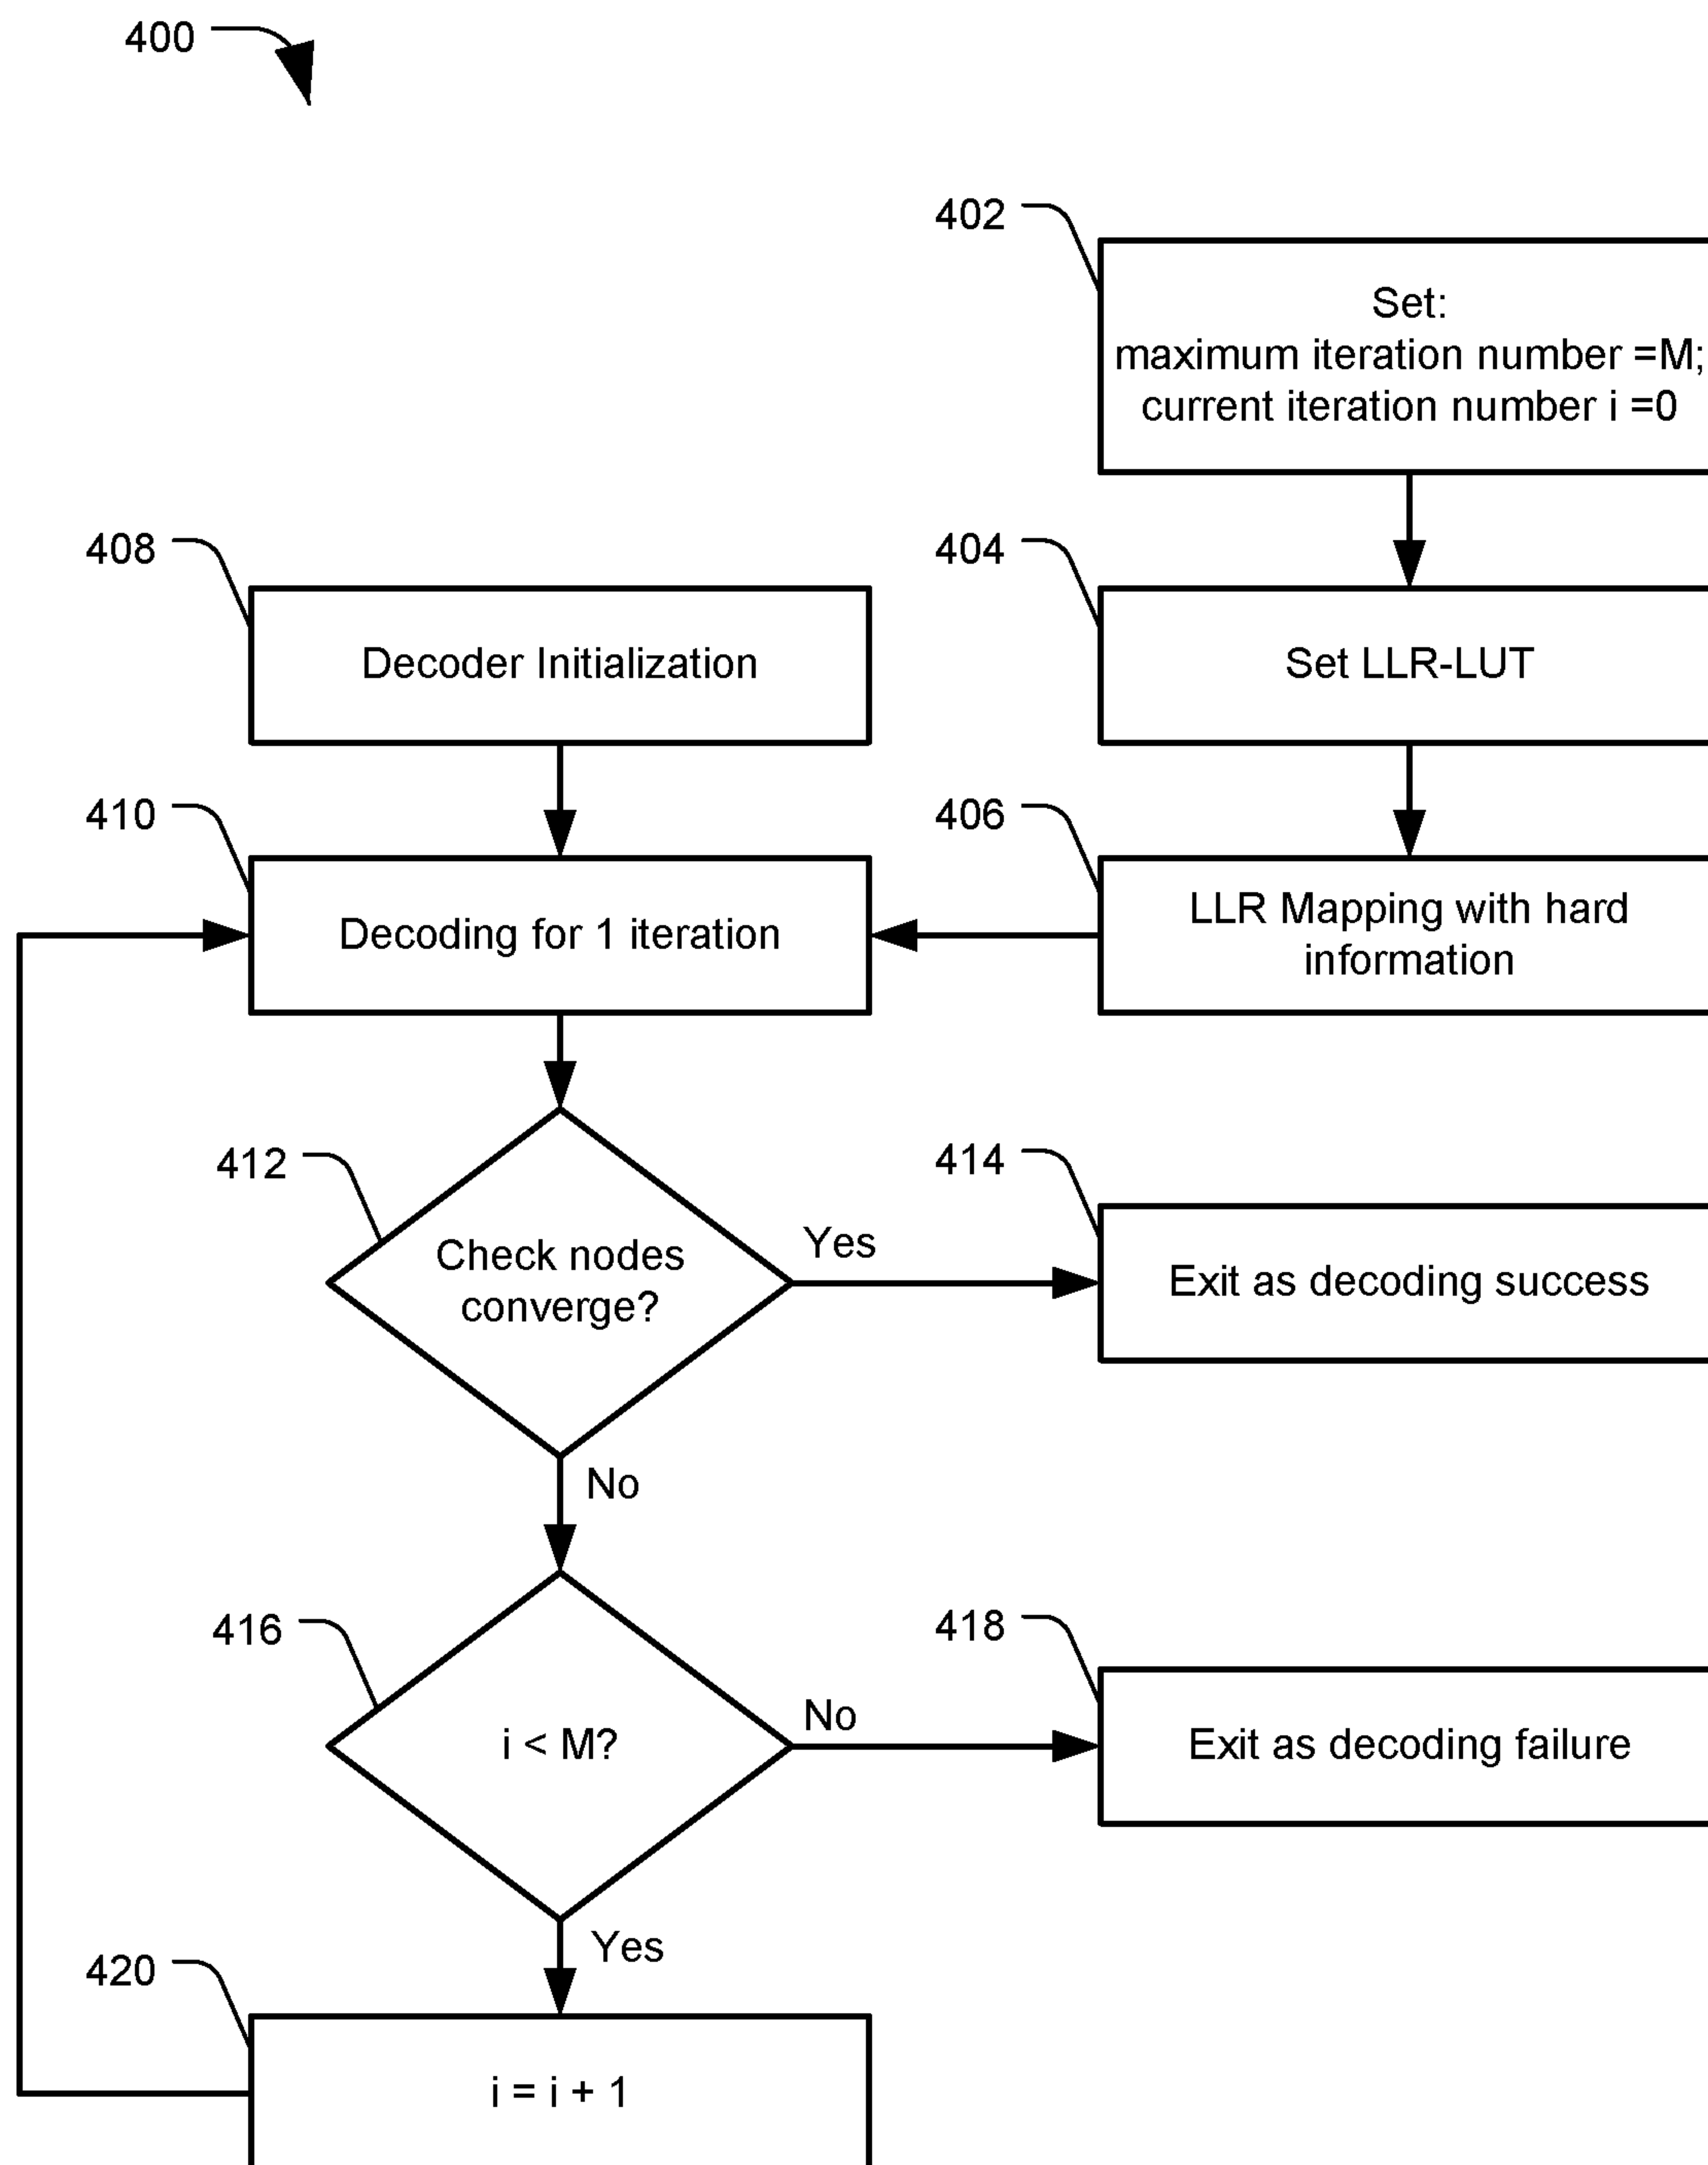 400
402
Set:
maximum iteration number =M;
current iteration number i =0
408
404
Decoder Initialization
Set LLR-LUT
410
406
Decoding for 1 iteration
LLR Mapping with hard
information
412
414
Check nodes
converge?
Yes
Exit as decoding success
No
416
418
i < M?
No
Exit as decoding failure
Yes
420
i = i + 1